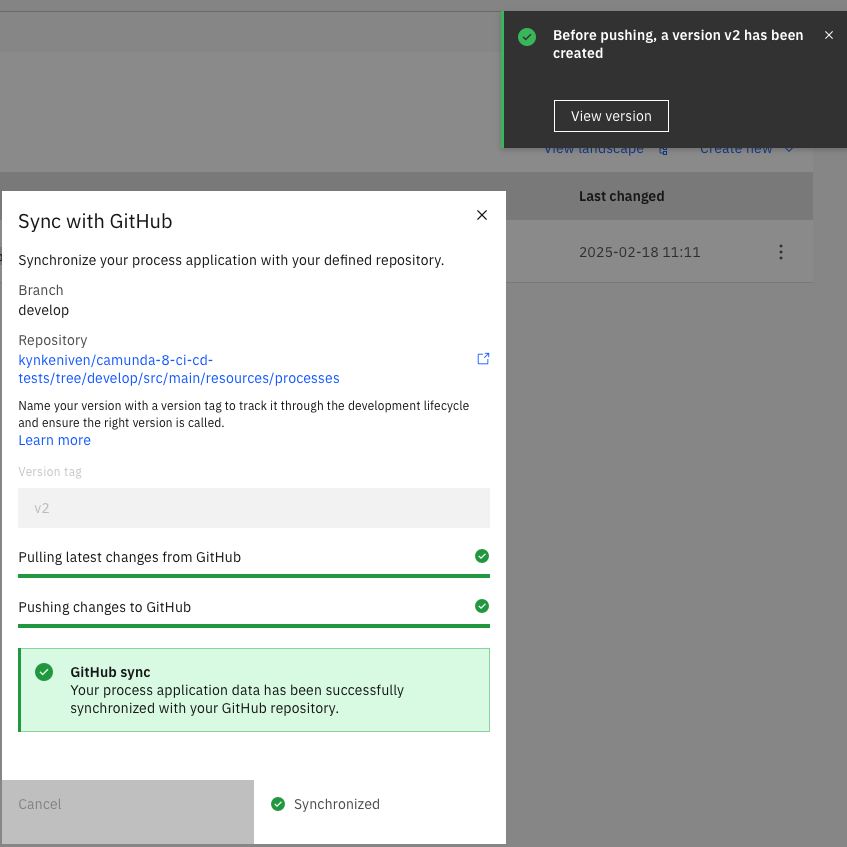 Before pushing, a version v2 has been
created
View version
View landscape
Create new
Last changed
2025-02-18 11:11
Sync with GitHub
Synchronize your process application with your defined repository.
Branch
develop
Repository
kynkeniven/camunda-8-ci-cd-
tests/tree/develop/src/main/resources/processes
Name your version with a version tag to track it through the development lifecycle
and ensure the right version is called.
Learn more
Version tag
v2
Pulling latest changes from GitHub
Pushing changes to GitHub
GitHub sync
Your process application data has been successfully
synchronized with your GitHub repository.
Cancel
Synchronized